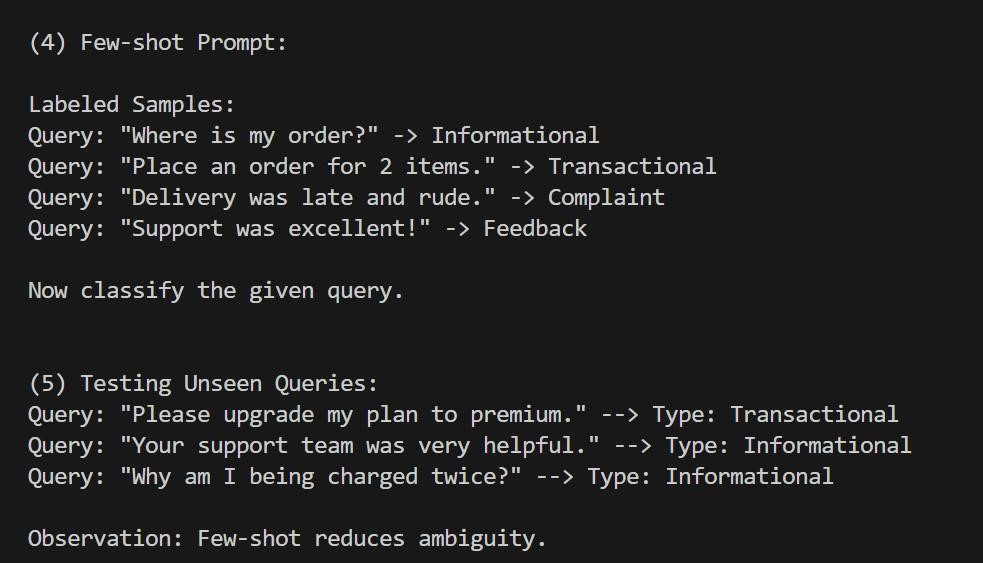 (4) Few-shot Prompt:
Labeled Samples:
Query: "Where is my order?" -> Informational
Query: "Place an order for 2 items." -> Transactional
Query: "Delivery was late and rude." -> Complaint
Query: "Support was excellent!" -> Feedback
Now classify the given query.
(5) Testing Unseen Queries:
Query: "Please upgrade my plan to premium." --> Type: Transactional
Query: "Your support team was very helpful." --> Type: Informational
Query: "Why am I being charged twice?" --> Type: Informational
Observation: Few-shot reduces ambiguity.